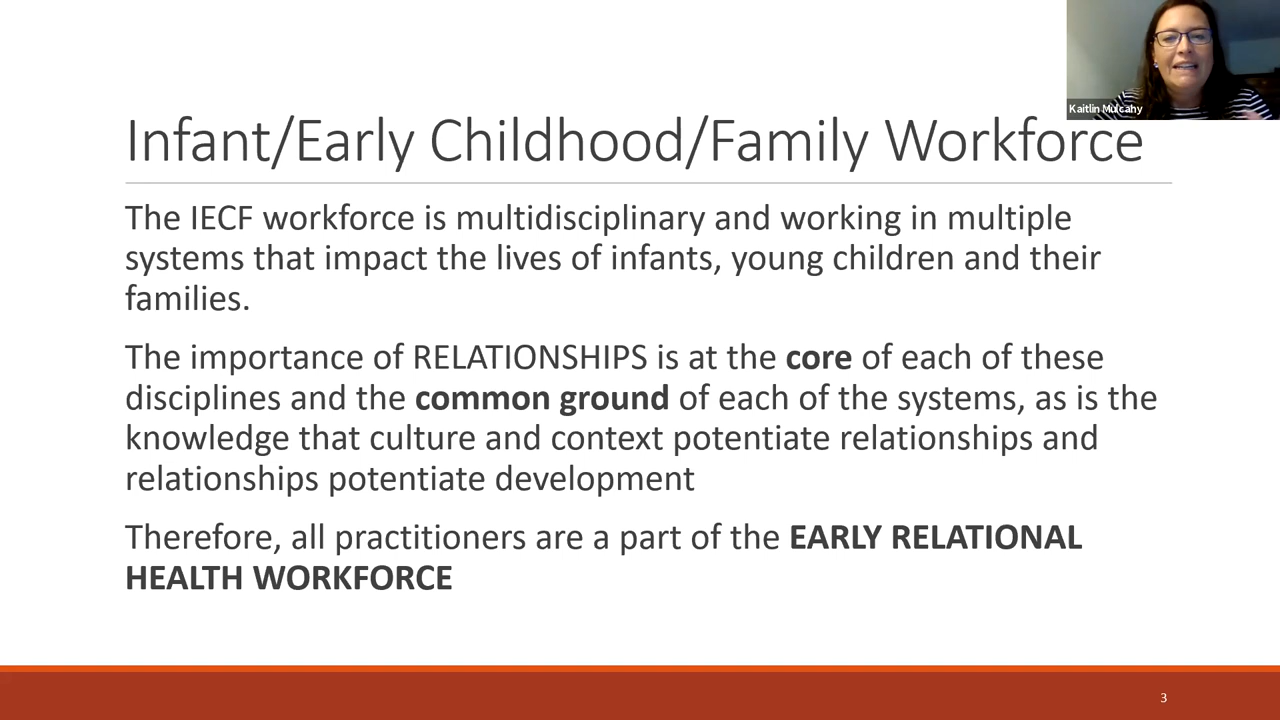 Kaitlin Mulcahy
Infant/Early Childhood/Family Workforce
The IECF workforce is multidisciplinary and working in multiple
systems that impact the lives of infants, young children and their
families.
The importance of RELATIONSHIPS is at the core of each of these
disciplines and the common ground of each of the systems, as is the
knowledge that culture and context potentiate relationships and
relationships potentiate development
Therefore, all practitioners are a part of the EARLY RELATIONAL
HEALTH WORKFORCE
3